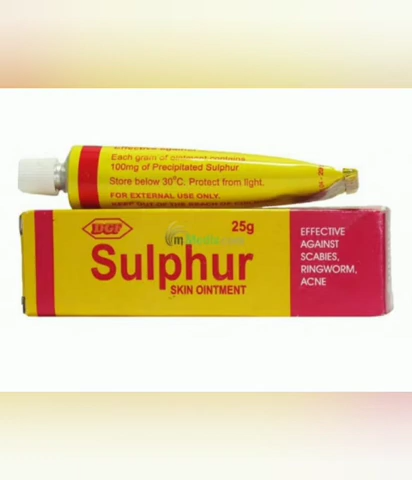 Each gram of ointment contains
100mg of Precipitated Sulphur
Store below 30°C. Protect from light.
FOR EXTERNAL USE ONLY.
DGF
25g
Sulphur
SKIN OINTMENT
EFFECTIVE
AGAINST
SCABIES,
RINGWORM,
ACNE